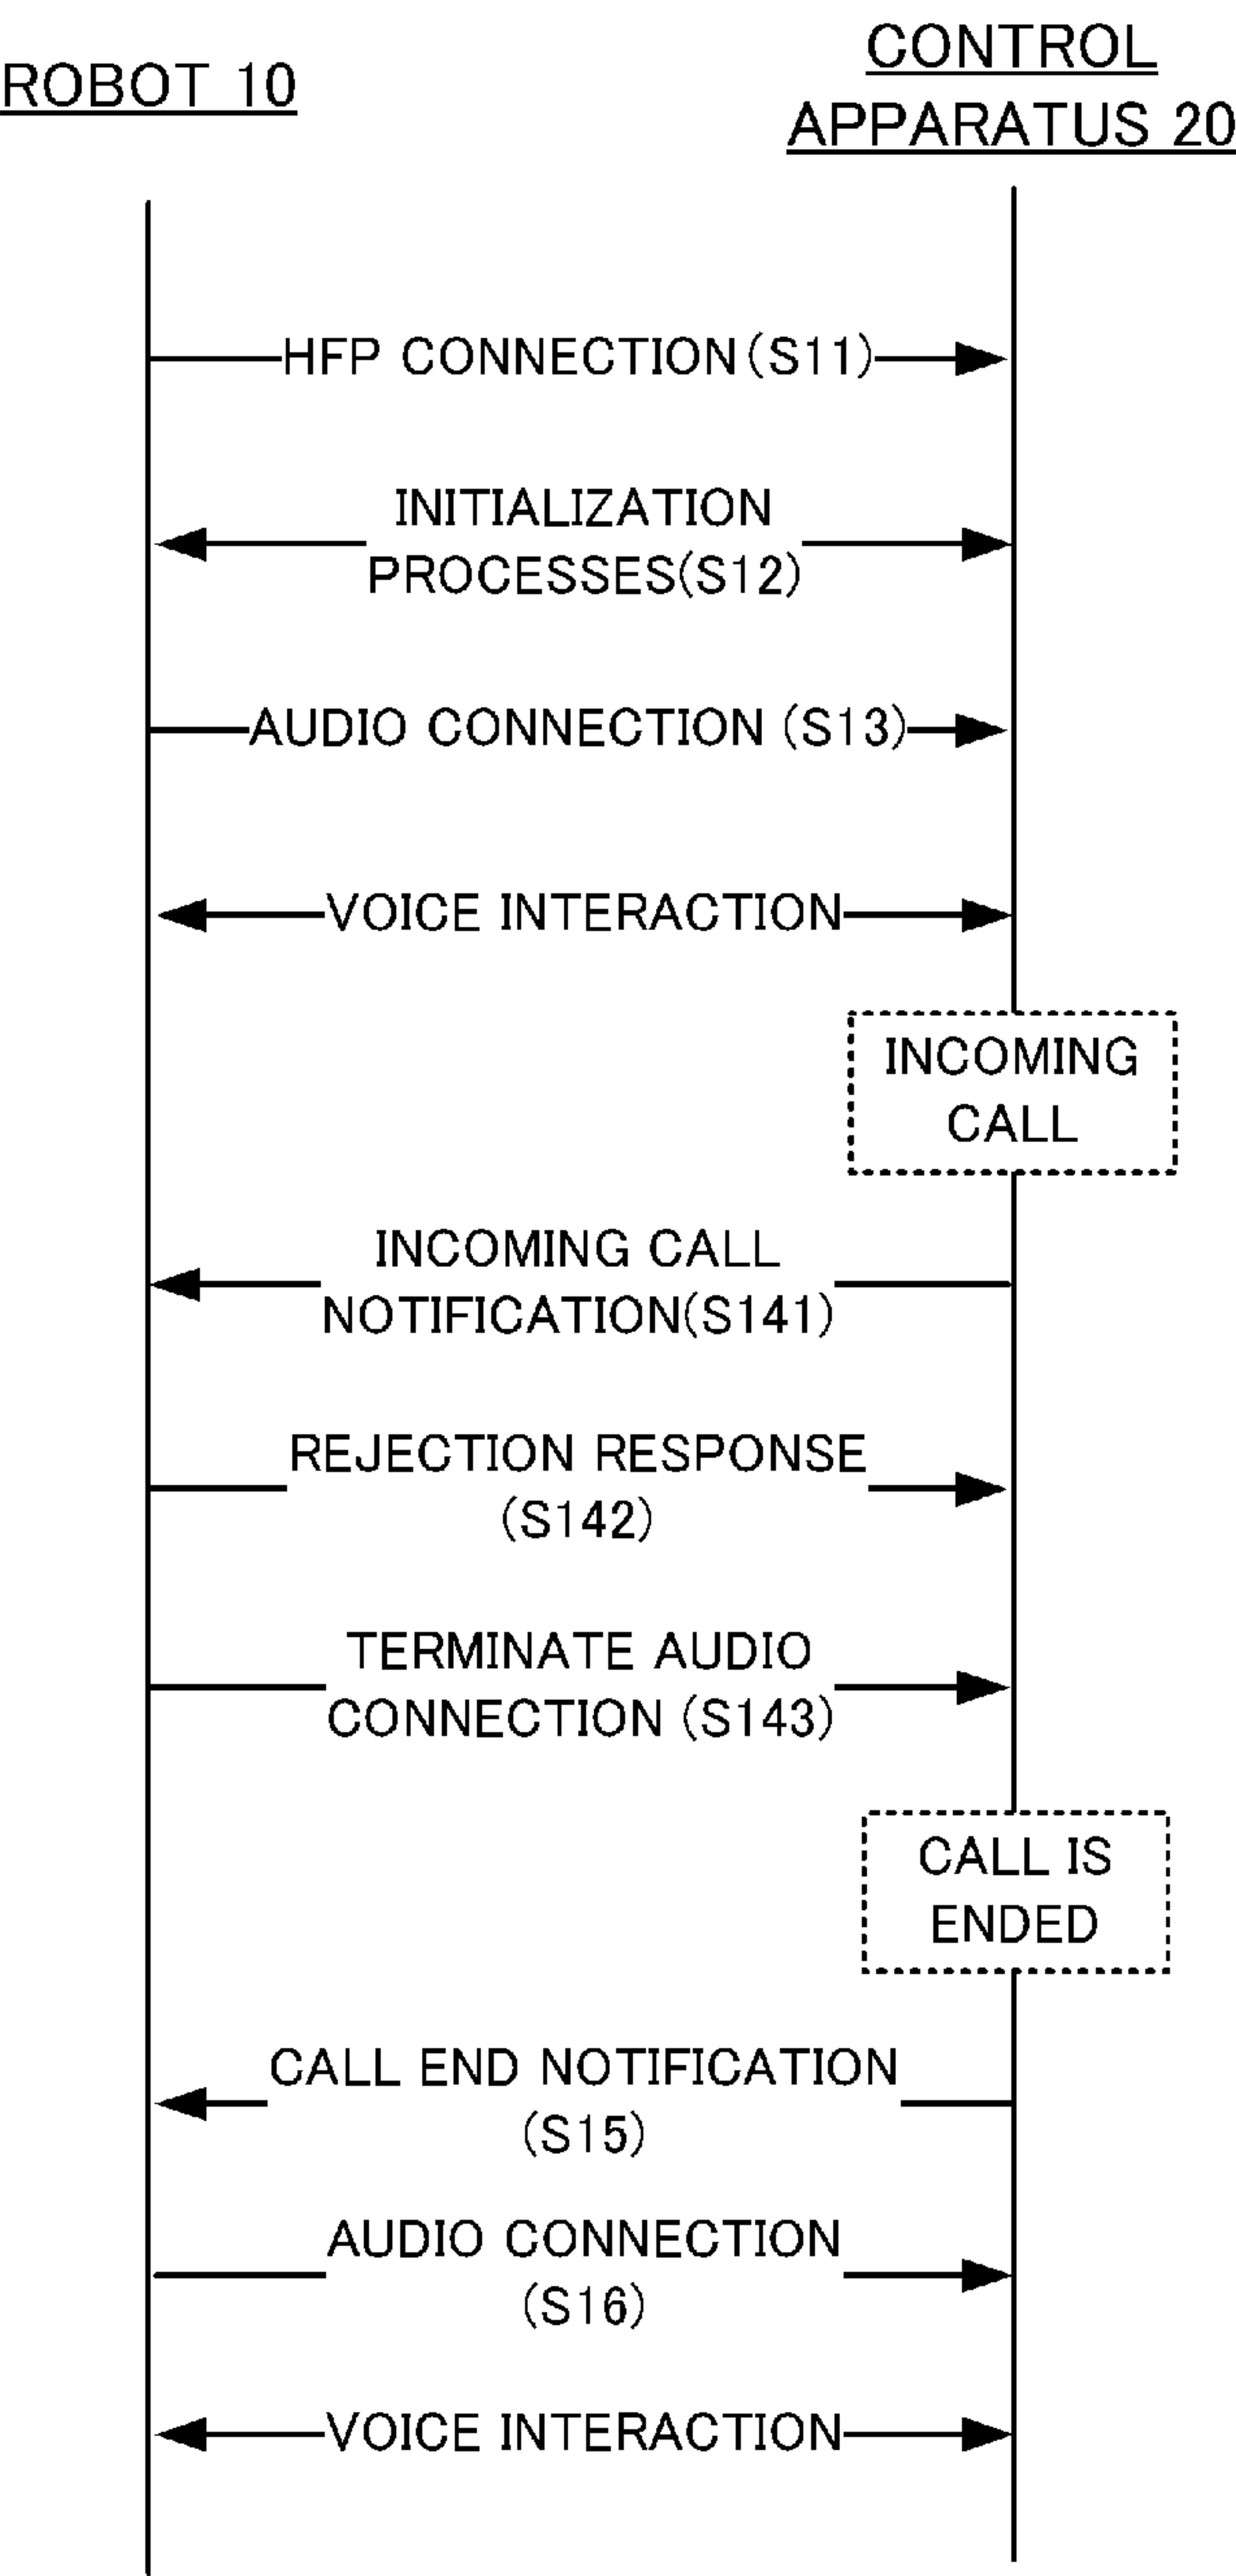 ROBOT 10
CONTROL
APPARATUS 20
HFP CONNECTION(S11)
INITIALIZATION
PROCESSES(S12)
AUDIO CONNECTION (S13)
VOICE INTERACTION
INCOMING
CALL
INCOMING CALL
NOTIFICATION(S141)
REJECTION RESPONSE
(S142)
TERMINATE AUDIO
CONNECTION (S143)
CALL IS
ENDED
CALL END NOTIFICATION
(S15)
AUDIO CONNECTION
(S16)
VOICE INTERACTION